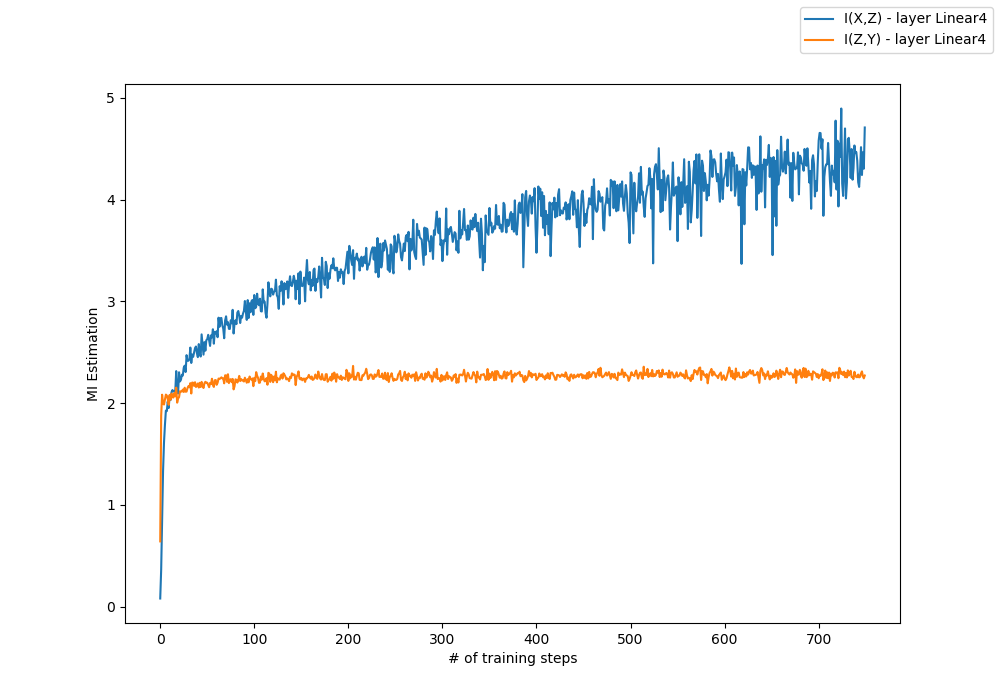 I(X,Z) - layer Linear4
I(Z,Y) - layer Linear4
5
4
3
2
1
0
MI Estimation
0 100 200 300 400 500 600 700
# of training steps